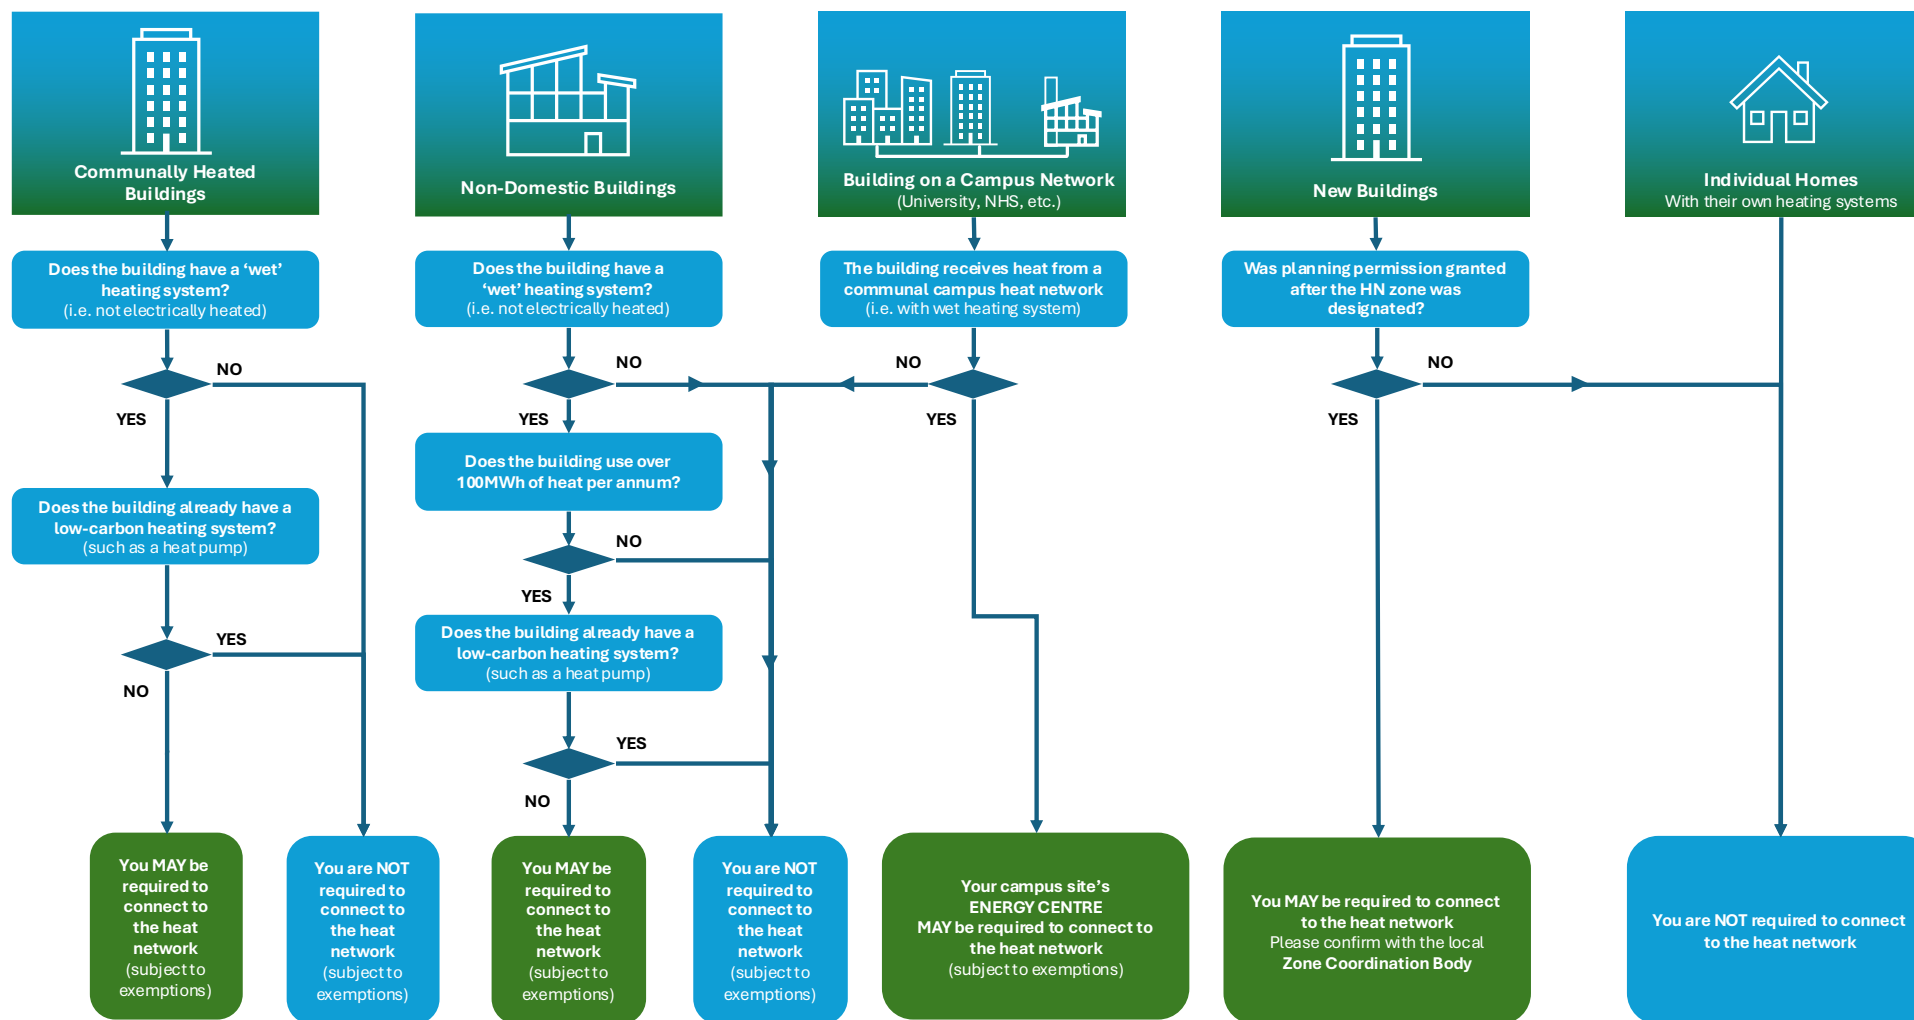 Communally Heated
Buildings
Non-Domestic Buildings
Building on a Campus Network
(University, NHS, etc.)
New Buildings
Individual Homes
With their own heating systems
Does the building have a ‘wet’
heating system?
(i.e. not electrically heated)
Does the building have a
‘wet’ heating system?
(i.e. not electrically heated)
The building receives heat from a
communal campus heat network
(i.e. with wet heating system)
Was planning permission granted
after the HN zone was
designated?
NO
NO
NO
NO
YES
YES
YES
YES
Does the building use over
100MWh of heat per annum?
Does the building already have a
low-carbon heating system?
(such as a heat pump)
NO
YES
Does the building already have a
low-carbon heating system?
(such as a heat pump)
YES
NO
YES
NO
You MAY be
required to
connect to
the heat
network
(subject to
exemptions)
You are NOT
required to
connect to
the heat
network
(subject to
exemptions)
You MAY be
required to
connect to
the heat
network
(subject to
exemptions)
You are NOT
required to
connect to
the heat
network
(subject to
exemptions)
Your campus site’s
ENERGY CENTRE
MAY be required to connect to
the heat network
(subject to exemptions)
You MAY be required to connect
to the heat network
Please confirm with the local
Zone Coordination Body
You are NOT required to connect
to the heat network